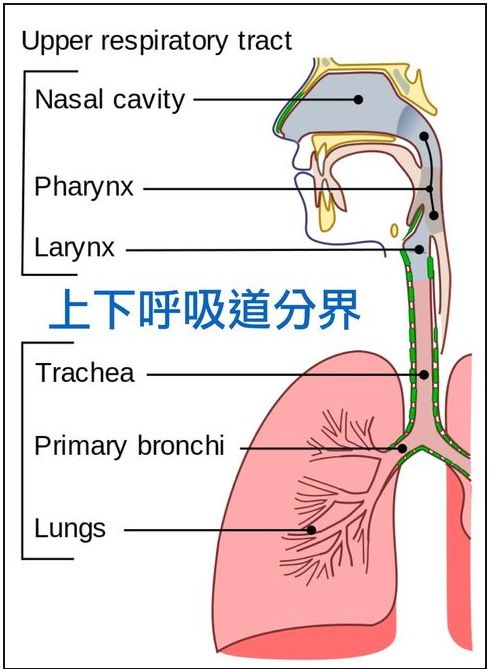 Upper respiratory tract
Nasal cavity
Pharynx
Larynx
上下呼吸道分界
Trachea
Primary bronchi
Lungs